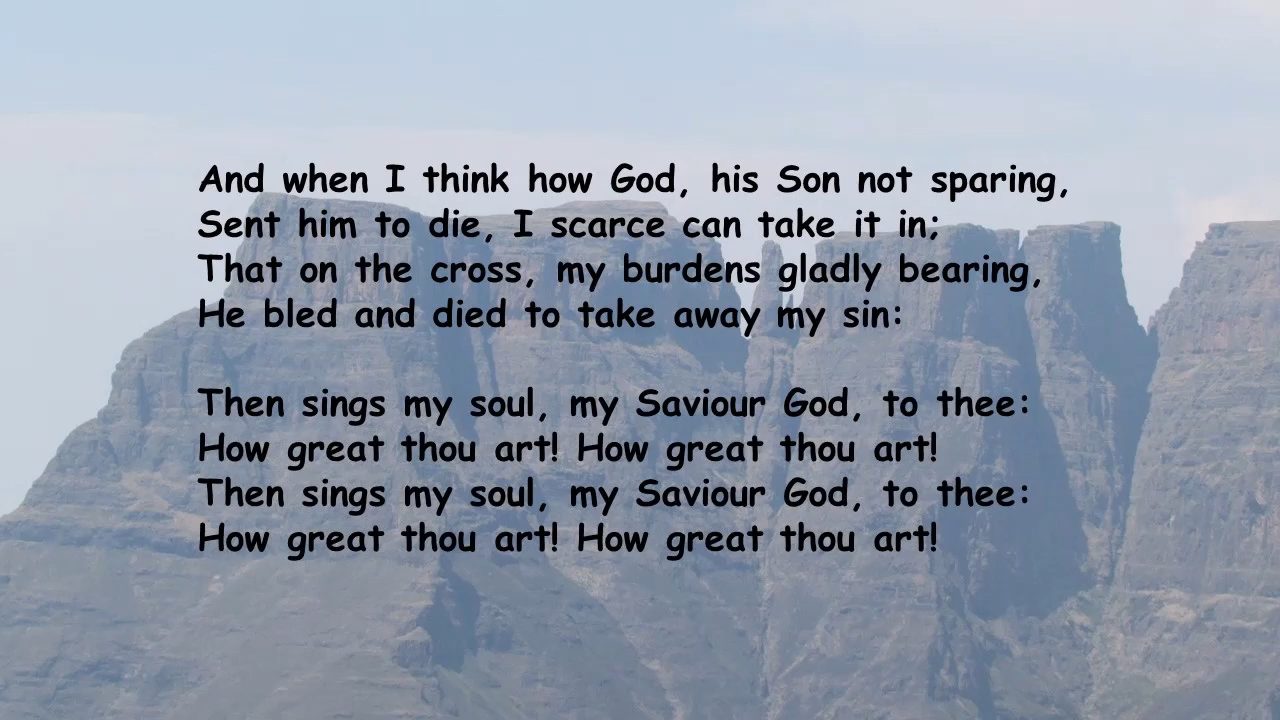 And when I think how God, his Son not sparing,
Sent him to die, I scarce can take it in;
That on the cross, my burdens gladly bearing,
He bled and died to take away my sin:
Then sings my soul, my Saviour God, to thee:
How great thou art! How great thou art!
Then sings my soul, my Saviour God, to thee:
How great thou art! How great thou art!